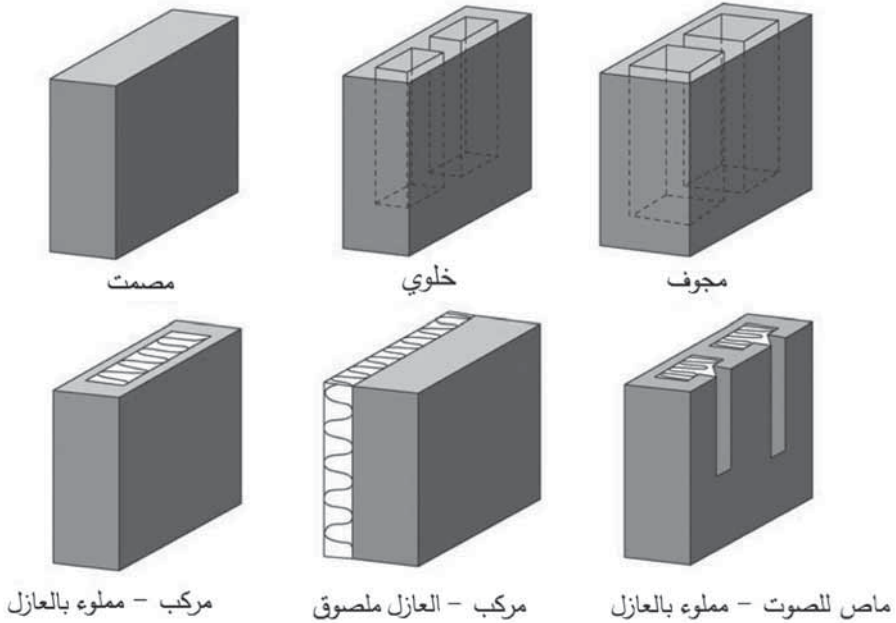 مجوف
خلوي
مصمت
ماص للصوت – مملوء بالعازل
مركب – العازل ملصوق
مركب – مملوء بالعازل